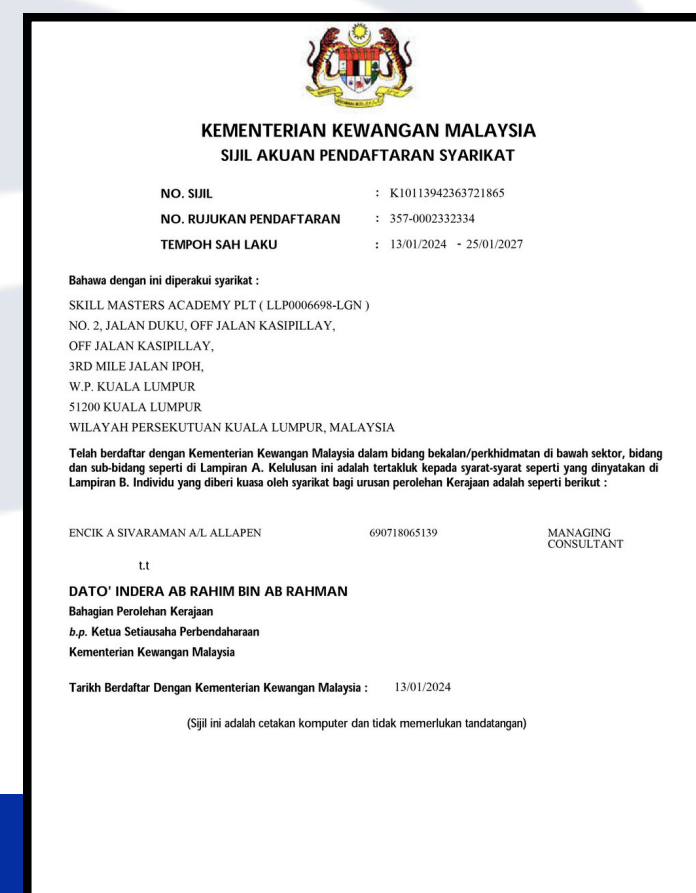 KEMENTERIAN KEWANGAN MALAYSIA
SIJIL AKUAN PENDAFTARAN SYARIKAT
NO. SIJIL : K10113942363721865
NO. RUJUKAN PENDAFTARAN : 357-0002332334
TEMPOH SAH LAKU : 13/01/2024 - 25/01/2027
Bahawa dengan ini diperakui syarikat :
SKILL MASTERS ACADEMY PLT ( LLP0006698-LGN )
NO. 2, JALAN DUKU, OFF JALAN KASIPILLAY,
OFF JALAN KASIPILLAY,
3RD MILE JALAN IPOH,
W.P. KUALA LUMPUR
51200 KUALA LUMPUR
WILAYAH PERSEKUTUAN KUALA LUMPUR, MALAYSIA
Telah berdaftar dengan Kementerian Kewangan Malaysia dalam bidang bekalan/perkhidmatan di bawah sektor, bidang
dan sub-bidang seperti di Lampiran A. Kelulusan ini adalah tertakluk kepada syarat-syarat seperti yang dinyatakan di
Lampiran B. Individu yang diberi kuasa oleh syarikat bagi urusan perolehan Kerajaan adalah seperti berikut :
ENCIK A SIVARAMAN A/L ALLAPEN 690718065139 MANAGING
CONSULTANT
t.t
DATO' INDERA AB RAHIM BIN AB RAHMAN
Bahagian Perolehan Kerajaan
b.p. Ketua Setiausaha Perbendaharaan
Kementerian Kewangan Malaysia
Tarikh Berdaftar Dengan Kementerian Kewangan Malaysia : 13/01/2024
(Sijil ini adalah cetakan komputer dan tidak memerlukan tandatangan)